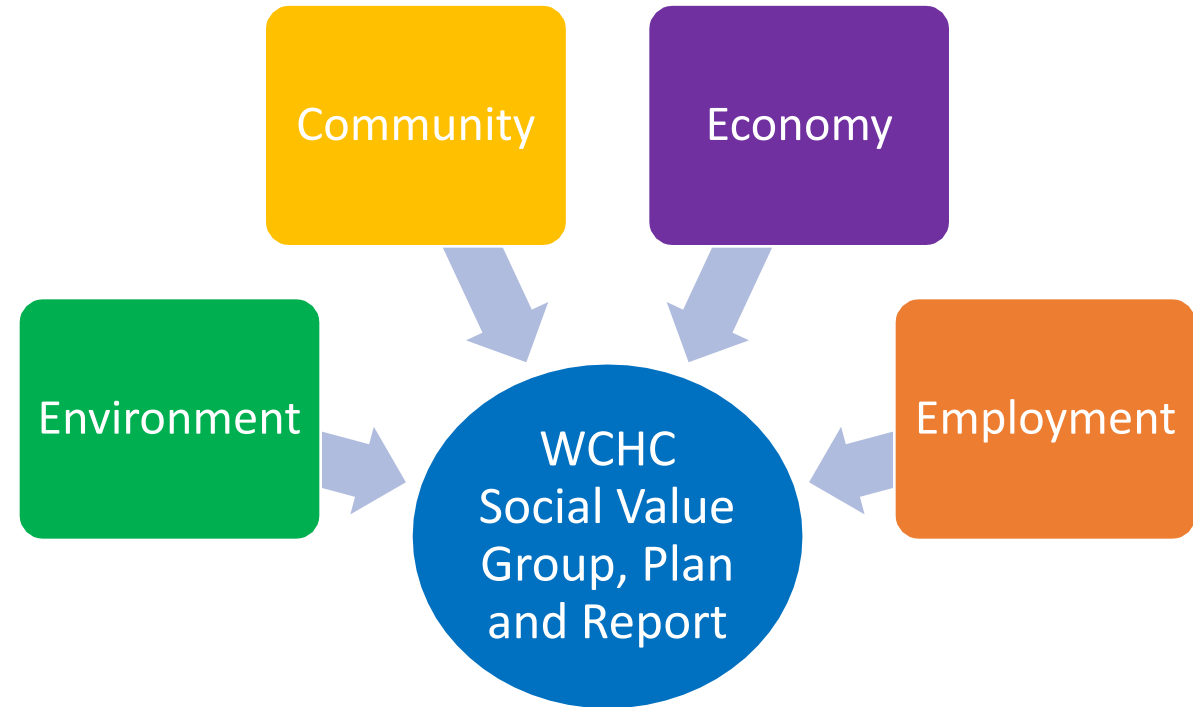 Community
Economy
Environment
Employment
WCHC
Social Value
Group, Plan
and Report